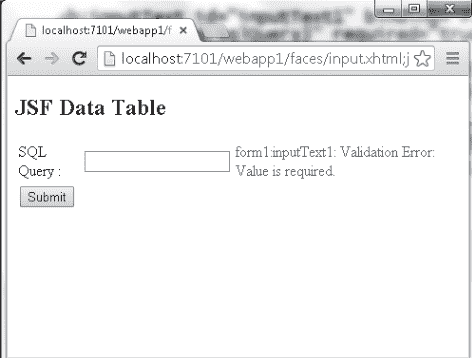 localhost:7101/webapp1/f
localhost:7101/webapp1/faces/input.xhtml;j
JSF Data Table
SQL
Query :
form1:inputText1: Validation Error:
Value is required.
Submit